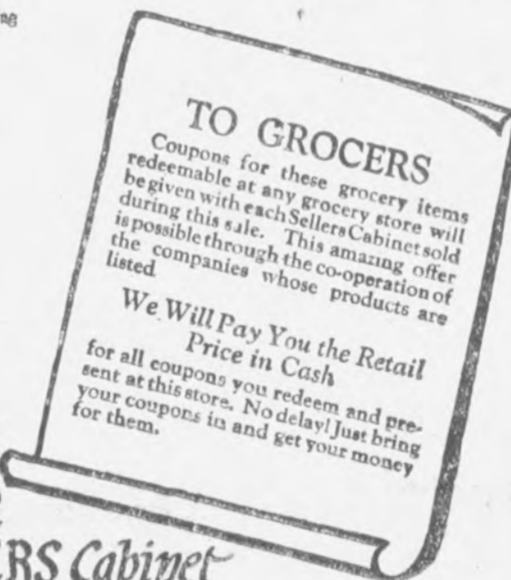 TO GROCERS
Coupons for these grocery items
redeemable at any grocery store will
be given with each Sellers Cabinet sold
during this sale. This amazing offer
is possible through the co-operation of
the companies whose products are
listed
We Will Pay You the Retail
Price in Cash
for all coupons you redeem and pre-
sent at this store. No delay! Just bring
your coupons in and get your money
for them.
ERS Cabinet